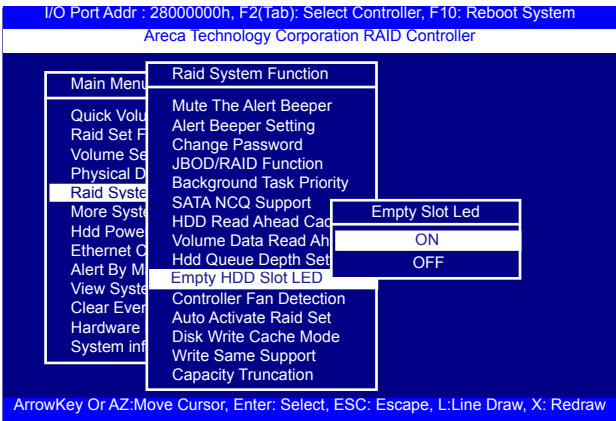 I/O Port Addr : 28000000h, F2(Tab): Select Controller, F10: Reboot System
Areca Technology Corporation RAID Controller
Main Menu
Quick Volu
Raid Set F
Volume Se
Physical D
Raid Syste
More Syste
Hdd Powe
Ethernet C
Alert By Ma
View Syste
Clear Even
Hardware
System inf
Raid System Function
Mute The Alert Beeper
Alert Beeper Setting
Change Password
JBOD/RAID Function
Background Task Priority
SATA NCQ Support
HDD Read Ahead Cac
Volume Data Read Ah
Hdd Queue Depth Set
Empty HDD Slot LED
Controller Fan Detection
Auto Activate Raid Set
Disk Write Cache Mode
Write Same Support
Capacity Truncation
Empty Slot Led
ON
OFF
ArrowKey Or AZ:Move Cursor, Enter: Select, ESC: Escape, L:Line Draw, X: Redraw